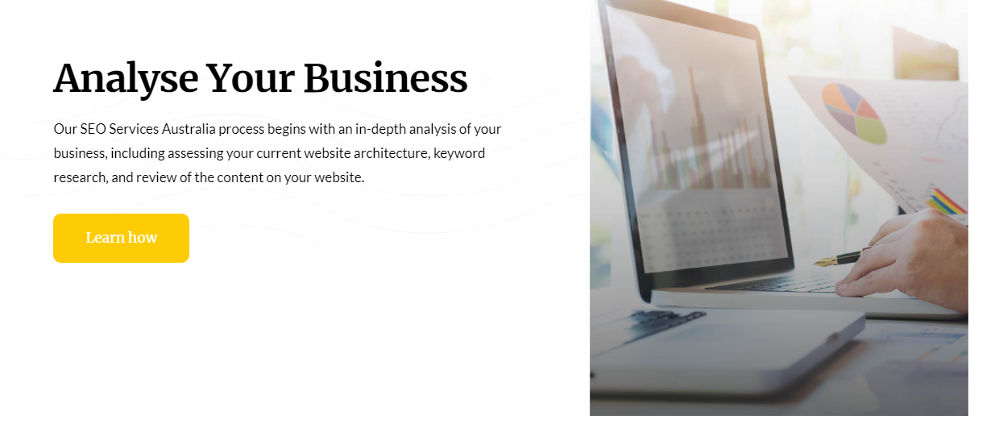 Analyse Your Business
Our SEO Services Australia process begins with an in-depth analysis of your
business, including assessing your current website architecture, keyword
research, and review of the content on your website.
Learn how